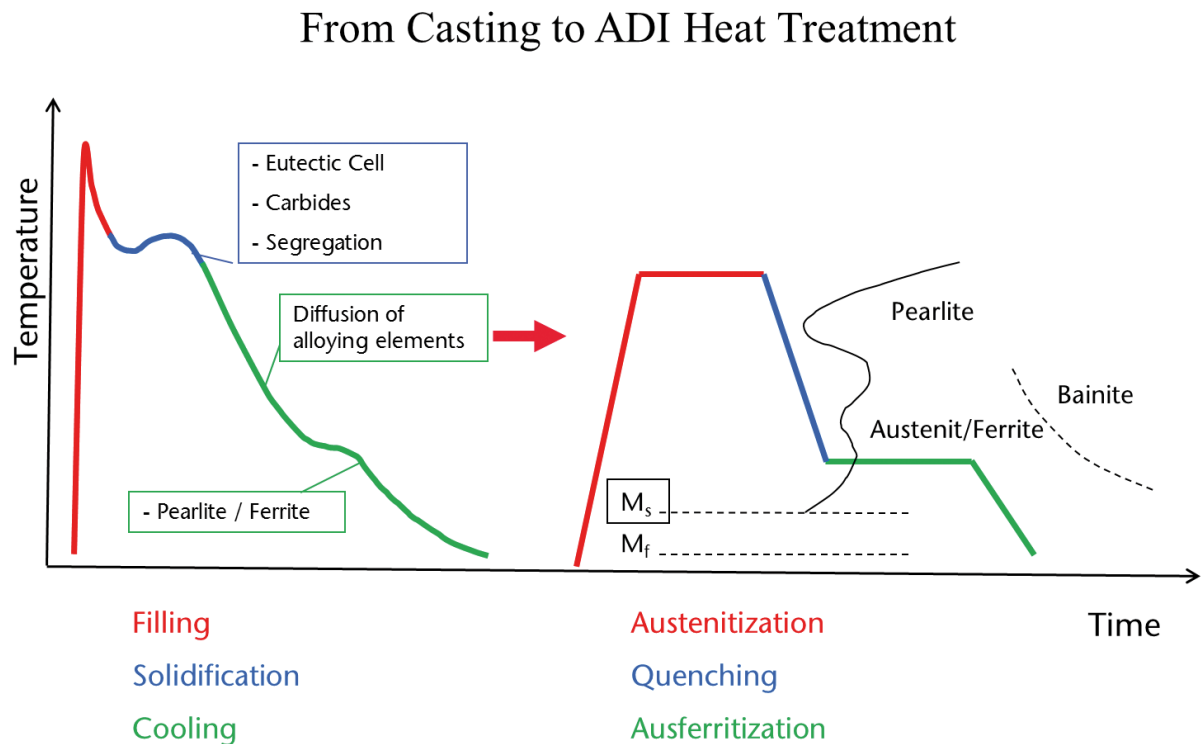 From Casting to ADI Heat Treatment
Temperature
- Eutectic Cell
- Carbides
- Segregation
Diffusion of
alloying elements
- Pearlite / Ferrite
Pearlite
Bainite
Austenit/Ferrite
Ms
Mf
Filling
Solidification
Cooling
Austenitization
Quenching
Ausferritization
Time